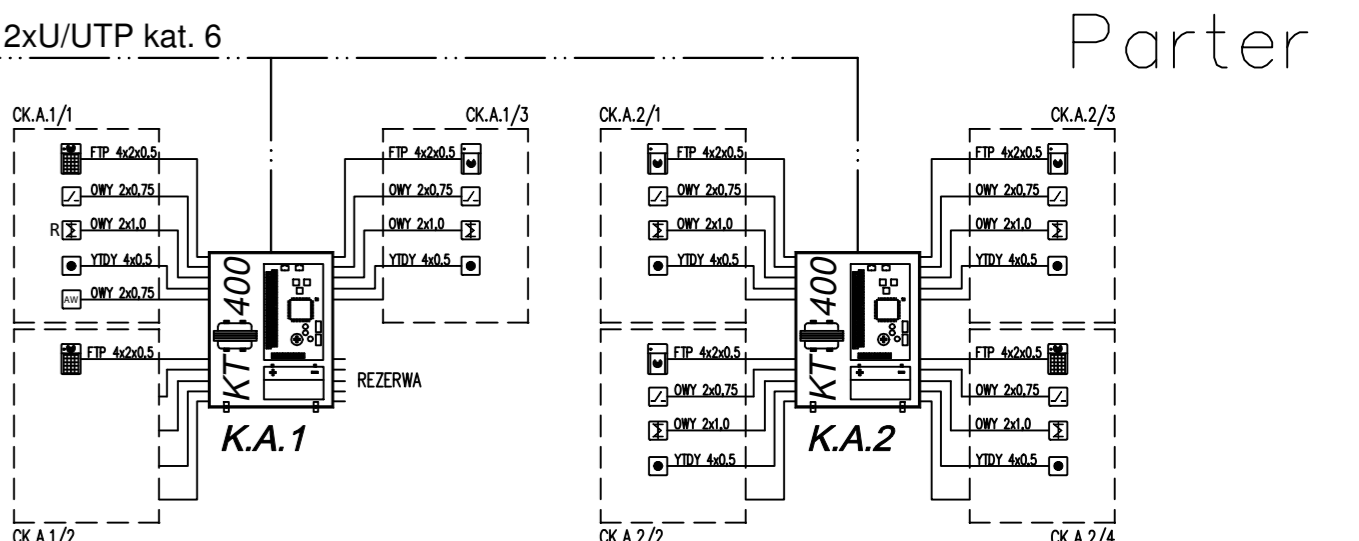 2xU/UTP kat. 6
Parter
CK.A.1/1
FTP 4x2x0.5
OWY 2x0.75
R OWY 2x1.0
YTDY 4x0.5
AW OWY 2x0.75
FTP 4x2x0.5
CK.A.1/2
CK.A.1/3
FTP 4x2x0.5
OWY 2x0.75
OWY 2x1.0
YTDY 4x0.5
KT 400
+ -
REZERWA
K.A.1
CK.A.2/1
FTP 4x2x0.5
OWY 2x0.75
OWY 2x1.0
YTDY 4x0.5
FTP 4x2x0.5
OWY 2x0.75
OWY 2x1.0
YTDY 4x0.5
CK.A.2/2
KT 400
+ -
K.A.2
CK.A.2/3
FTP 4x2x0.5
OWY 2x0.75
OWY 2x1.0
YTDY 4x0.5
FTP 4x2x0.5
OWY 2x0.75
OWY 2x1.0
YTDY 4x0.5
CK.A.2/4